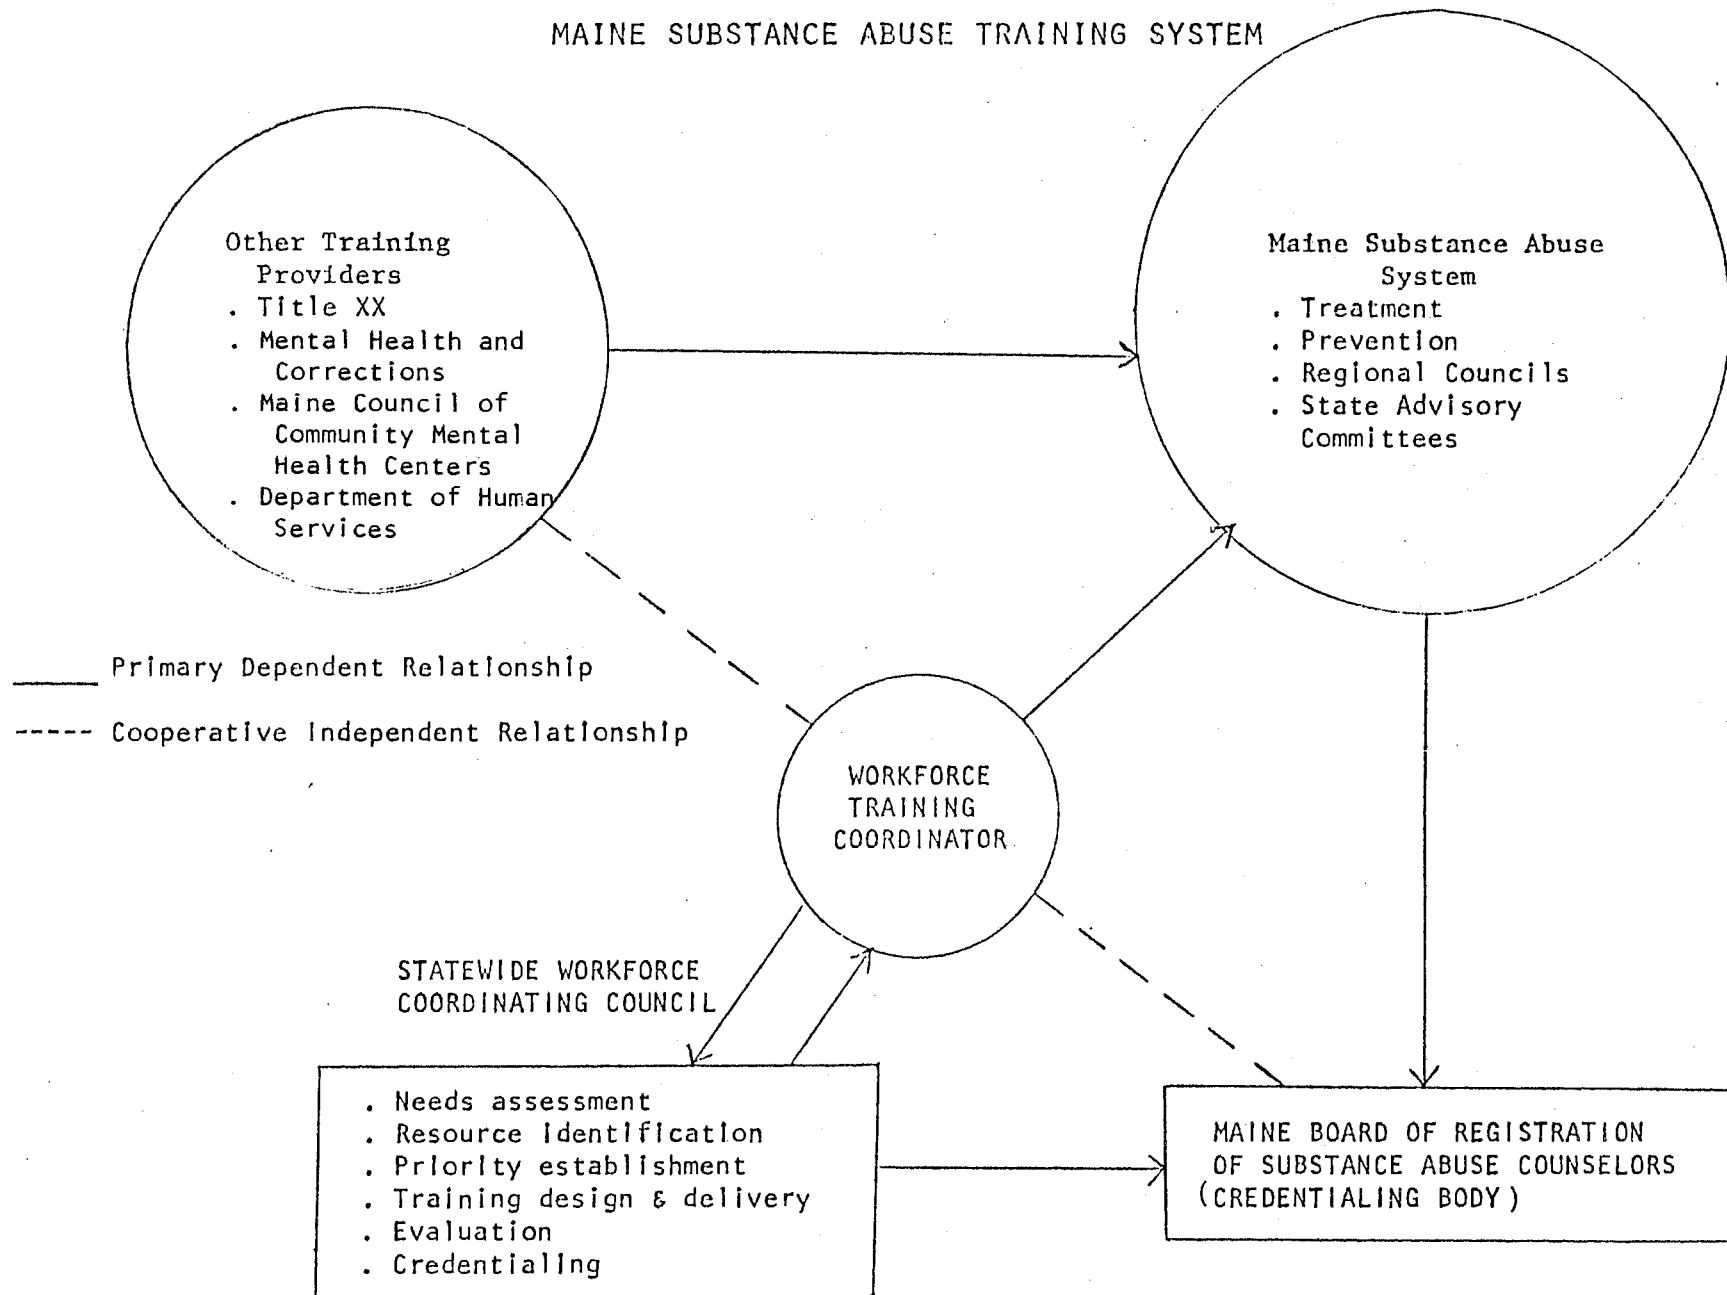 MAINE SUBSTANCE ABUSE TRAINING SYSTEM
Other Training
Providers
. Title XX
. Mental Health and
Corrections
. Maine Council of
Community Mental
Health Centers
. Department of Human
Services
Maine Substance Abuse
System
. Treatment
. Prevention
. Regional Councils
. State Advisory
Committees
Primary Dependent Relationship
----- Cooperative Independent Relationship
WORKFORCE
TRAINING
COORDINATOR
STATEWIDE WORKFORCE
COORDINATING COUNCIL
. Needs assessment
. Resource identification
. Priority establishment
. Training design & delivery
. Evaluation
. Credentialing
MAINE BOARD OF REGISTRATION
OF SUBSTANCE ABUSE COUNSELORS
(CREDENTIALING BODY)